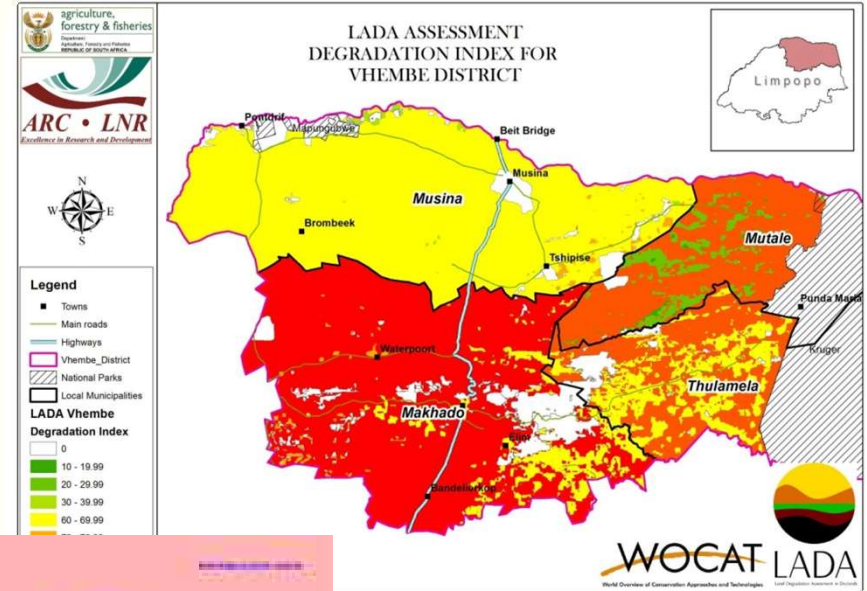 agriculture,
forestry & fisheries
Department:
Agriculture, Forestry and Fisheries
REPUBLIC OF SOUTH AFRICA
ARC • LNR
Excellence in Research and Development
LADA ASSESSMENT
DEGRADATION INDEX FOR
VHEMBE DISTRICT
Limpopo
N
W E
S
Pontdrif
Mapungubwe
Beit Bridge
Musina
Musina
Brombeek
Tshipise
Mutale
Punda Maria
Kruger
Waterpoort
Thulamela
Makhado
Elim
Bandelierkop
Legend
Towns
Main roads
Highways
Vhembe_District
National Parks
Local Municipalities
LADA Vhembe
Degradation Index
0
10 - 19.99
20 - 29.99
30 - 39.99
60 - 69.99
WOCAT
World Overview of Conservation Approaches and Technologies
LADA
Land Degradation Assessment in Drylands